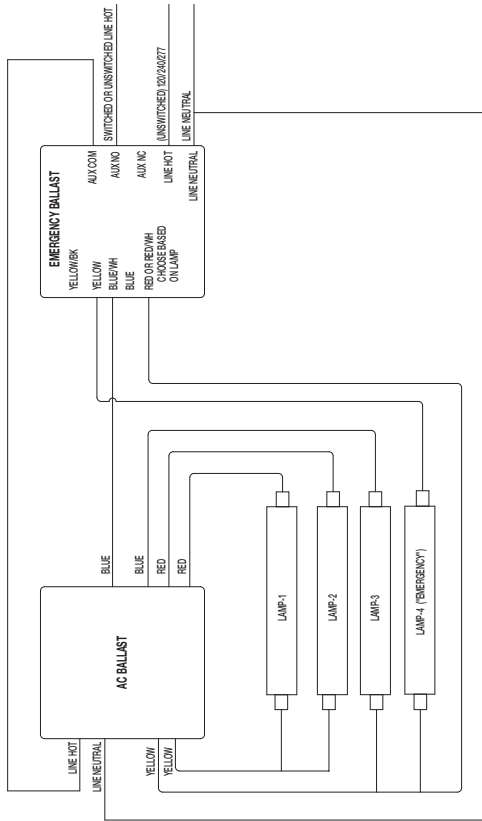 SWITCHED OR UNSWITCHED LINE HOT
(UNSWITCHED) 120/240/277
LINE NEUTRAL
EMERGENCY BALLAST
YELLOW/BK
YELLOW
BLUE/WH
BLUE
RED OR RED/WH
CHOOSE BASED
ON LAMP
AUX COM
AUX NO
AUX NC
LINE HOT
LINE NEUTRAL
BLUE
BLUE
RED
RED
AC BALLAST
LINE HOT
LINE NEUTRAL
YELLOW
YELLOW
LAMP-1
LAMP-2
LAMP-3
LAMP-4 ("EMERGENCY")